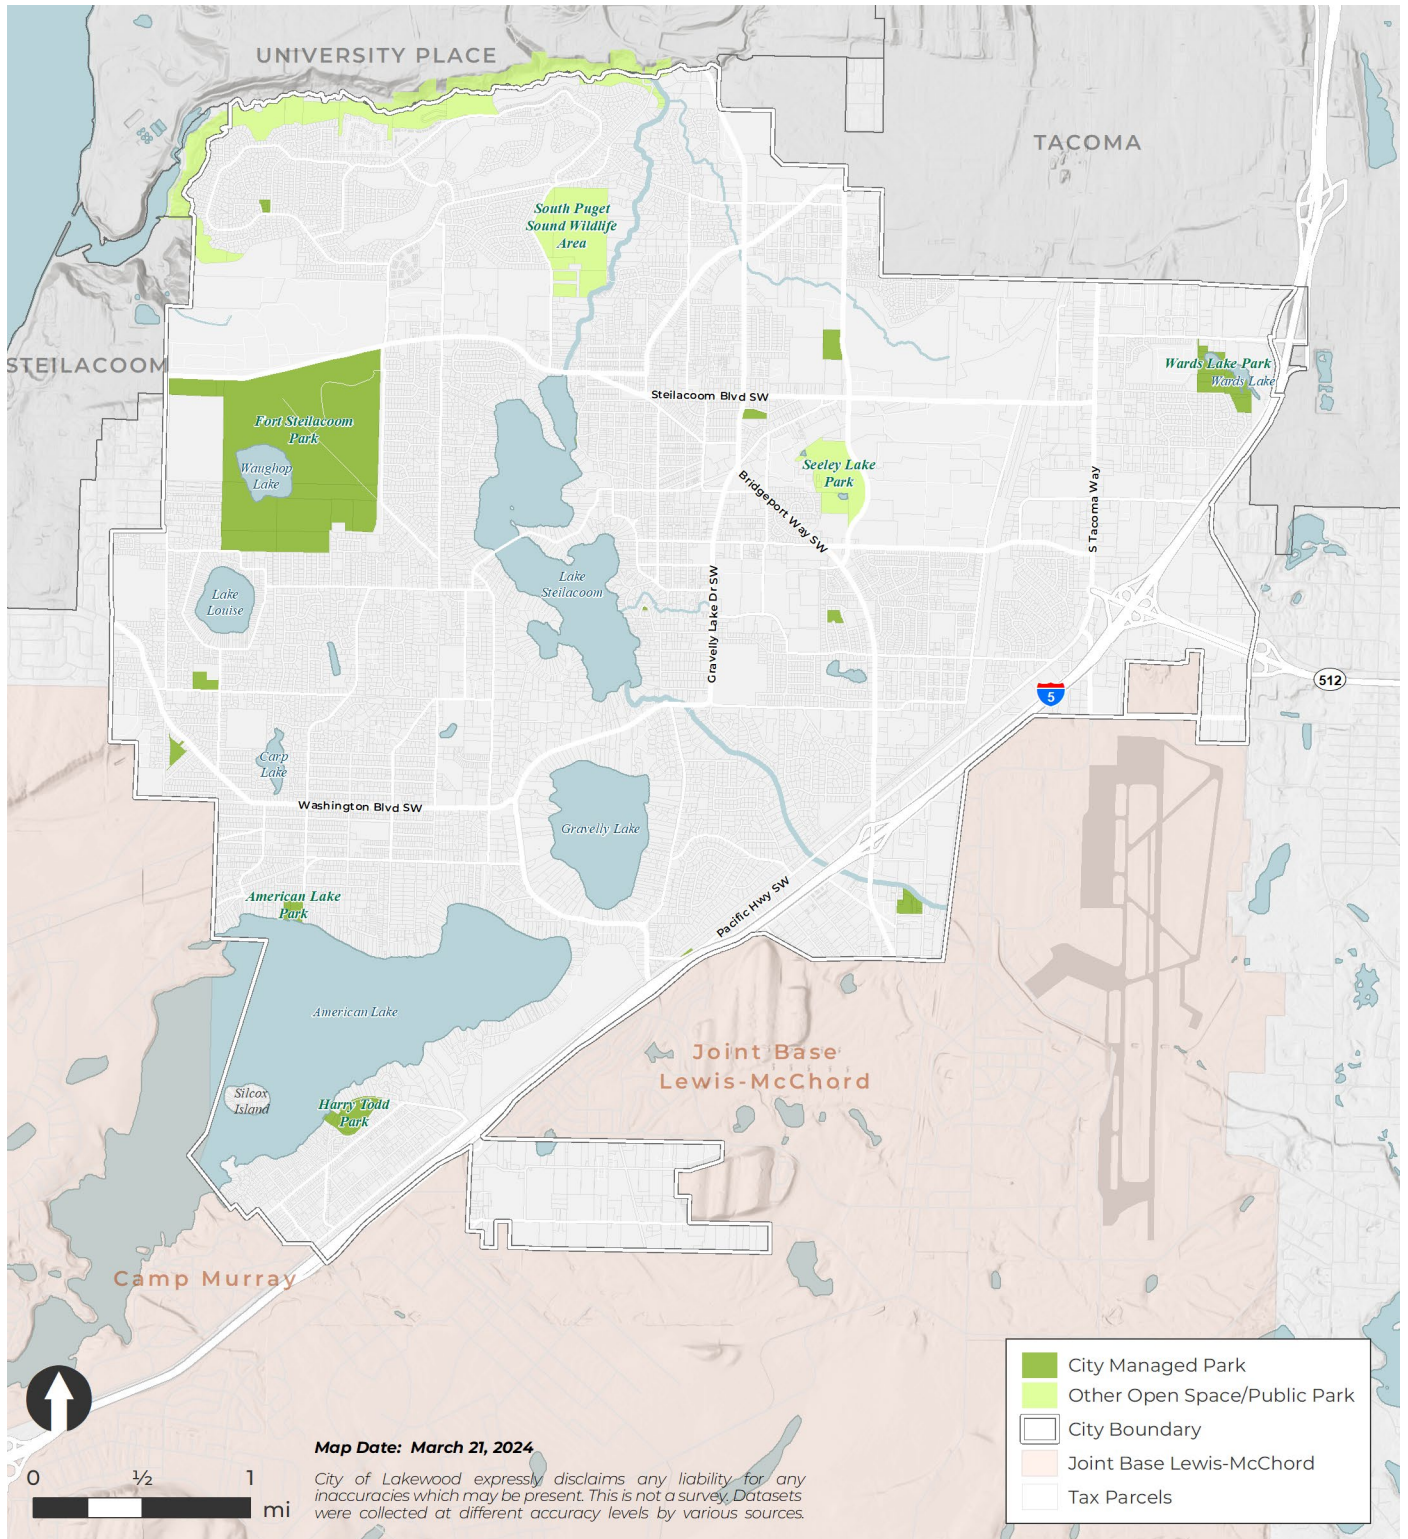 UNIVERSITY PLACE
TACOMA
South Puget
Sound Wildlife
Area
STEILACOOM
Wards Lake Park
Wards Lake
Steilacoom Blvd SW
Fort Steilacoom
Park
Waughop
Lake
Seeley Lake
Park
Bridgeport Way SW
S Tacoma Way
Lake
Steilacoom
Lake
Louise
Gravelly Lake Dr SW
512
5
Carp
Lake
Washington Blvd SW
Gravelly Lake
American Lake
Park
Pacific Hwy SW
American Lake
Joint Base
Lewis-McChord
Silcox
Island
Harry Todd
Park
Camp Murray
City Managed Park
Other Open Space/Public Park
City Boundary
Joint Base Lewis-McChord
Tax Parcels
Map Date: March 21, 2024
City of Lakewood expressly disclaims any liability for any
inaccuracies which may be present. This is not a survey. Datasets
were collected at different accuracy levels by various sources.
0 ½ 1
mi